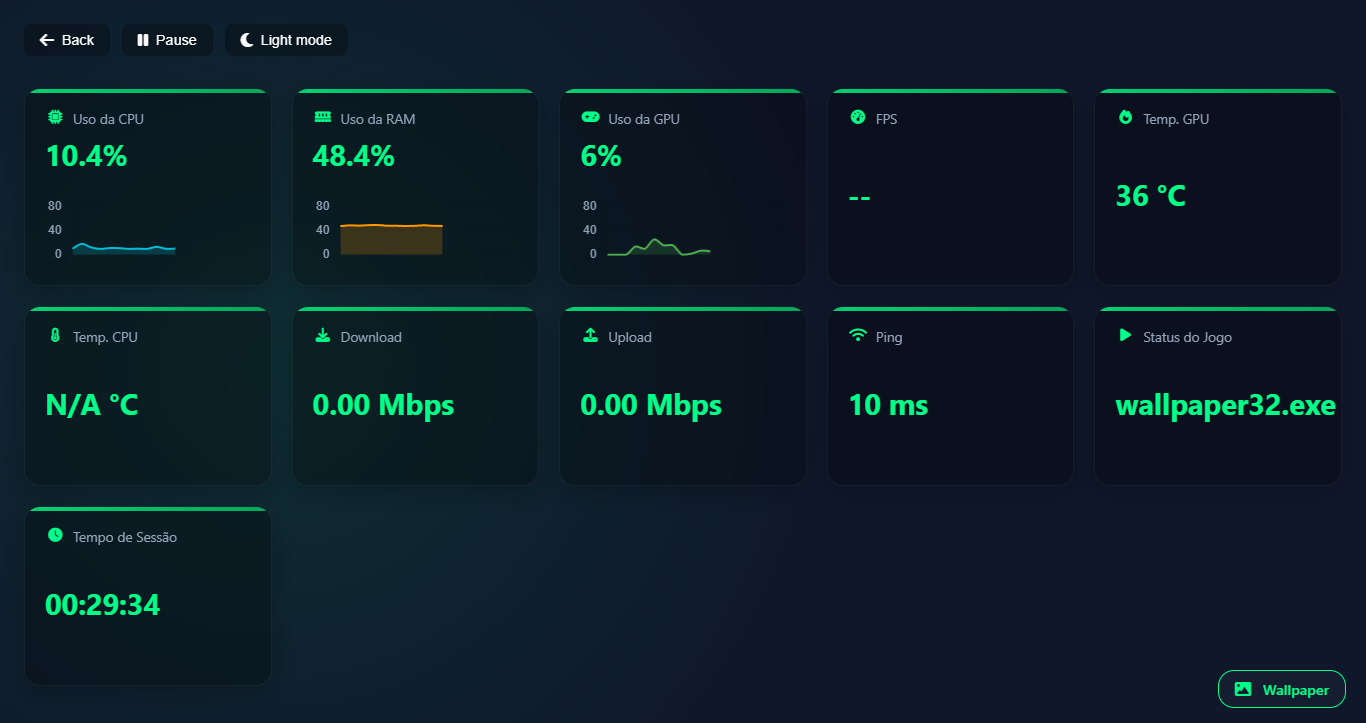 Back
Pause
Light mode
Uso da CPU
10.4%
80
40
0
Uso da RAM
48.4%
80
40
0
Uso da GPU
6%
80
40
0
FPS
--
Temp. GPU
36 °C
Temp. CPU
N/A °C
Download
0.00 Mbps
Upload
0.00 Mbps
Ping
10 ms
Status do Jogo
wallpaper32.exe
Tempo de Sessão
00:29:34
Wallpaper